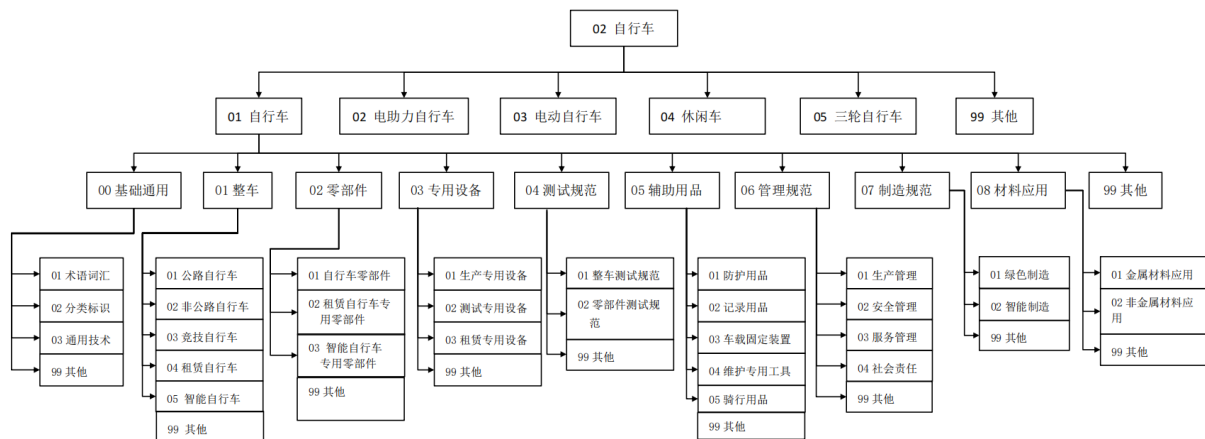 02 自行车
01 自行车
02 电助力自行车
03 电动自行车
04 休闲车
05 三轮自行车
99 其他
00 基础通用
01 整车
02 零部件
03 专用设备
04 测试规范
05 辅助用品
06 管理规范
07 制造规范
08 材料应用
99 其他
01 术语词汇
02 分类标识
03 通用技术
99 其他
01 公路自行车
02 非公路自行车
03 竞技自行车
04 租赁自行车
05 智能自行车
99 其他
01 自行车零部件
02 租赁自行车专
用零部件
03 智能自行车
专用零部件
99 其他
01 生产专用设备
02 测试专用设备
03 租赁专用设备
99 其他
01 整车测试规范
02 零部件测试规
范
99 其他
01 防护用品
02 记录用品
03 车载固定装置
04 维护专用工具
05 骑行用品
99 其他
01 生产管理
02 安全管理
03 服务管理
04 社会责任
99 其他
01 绿色制造
02 智能制造
99 其他
01 金属材料应用
02 非金属材料应
用
99 其他